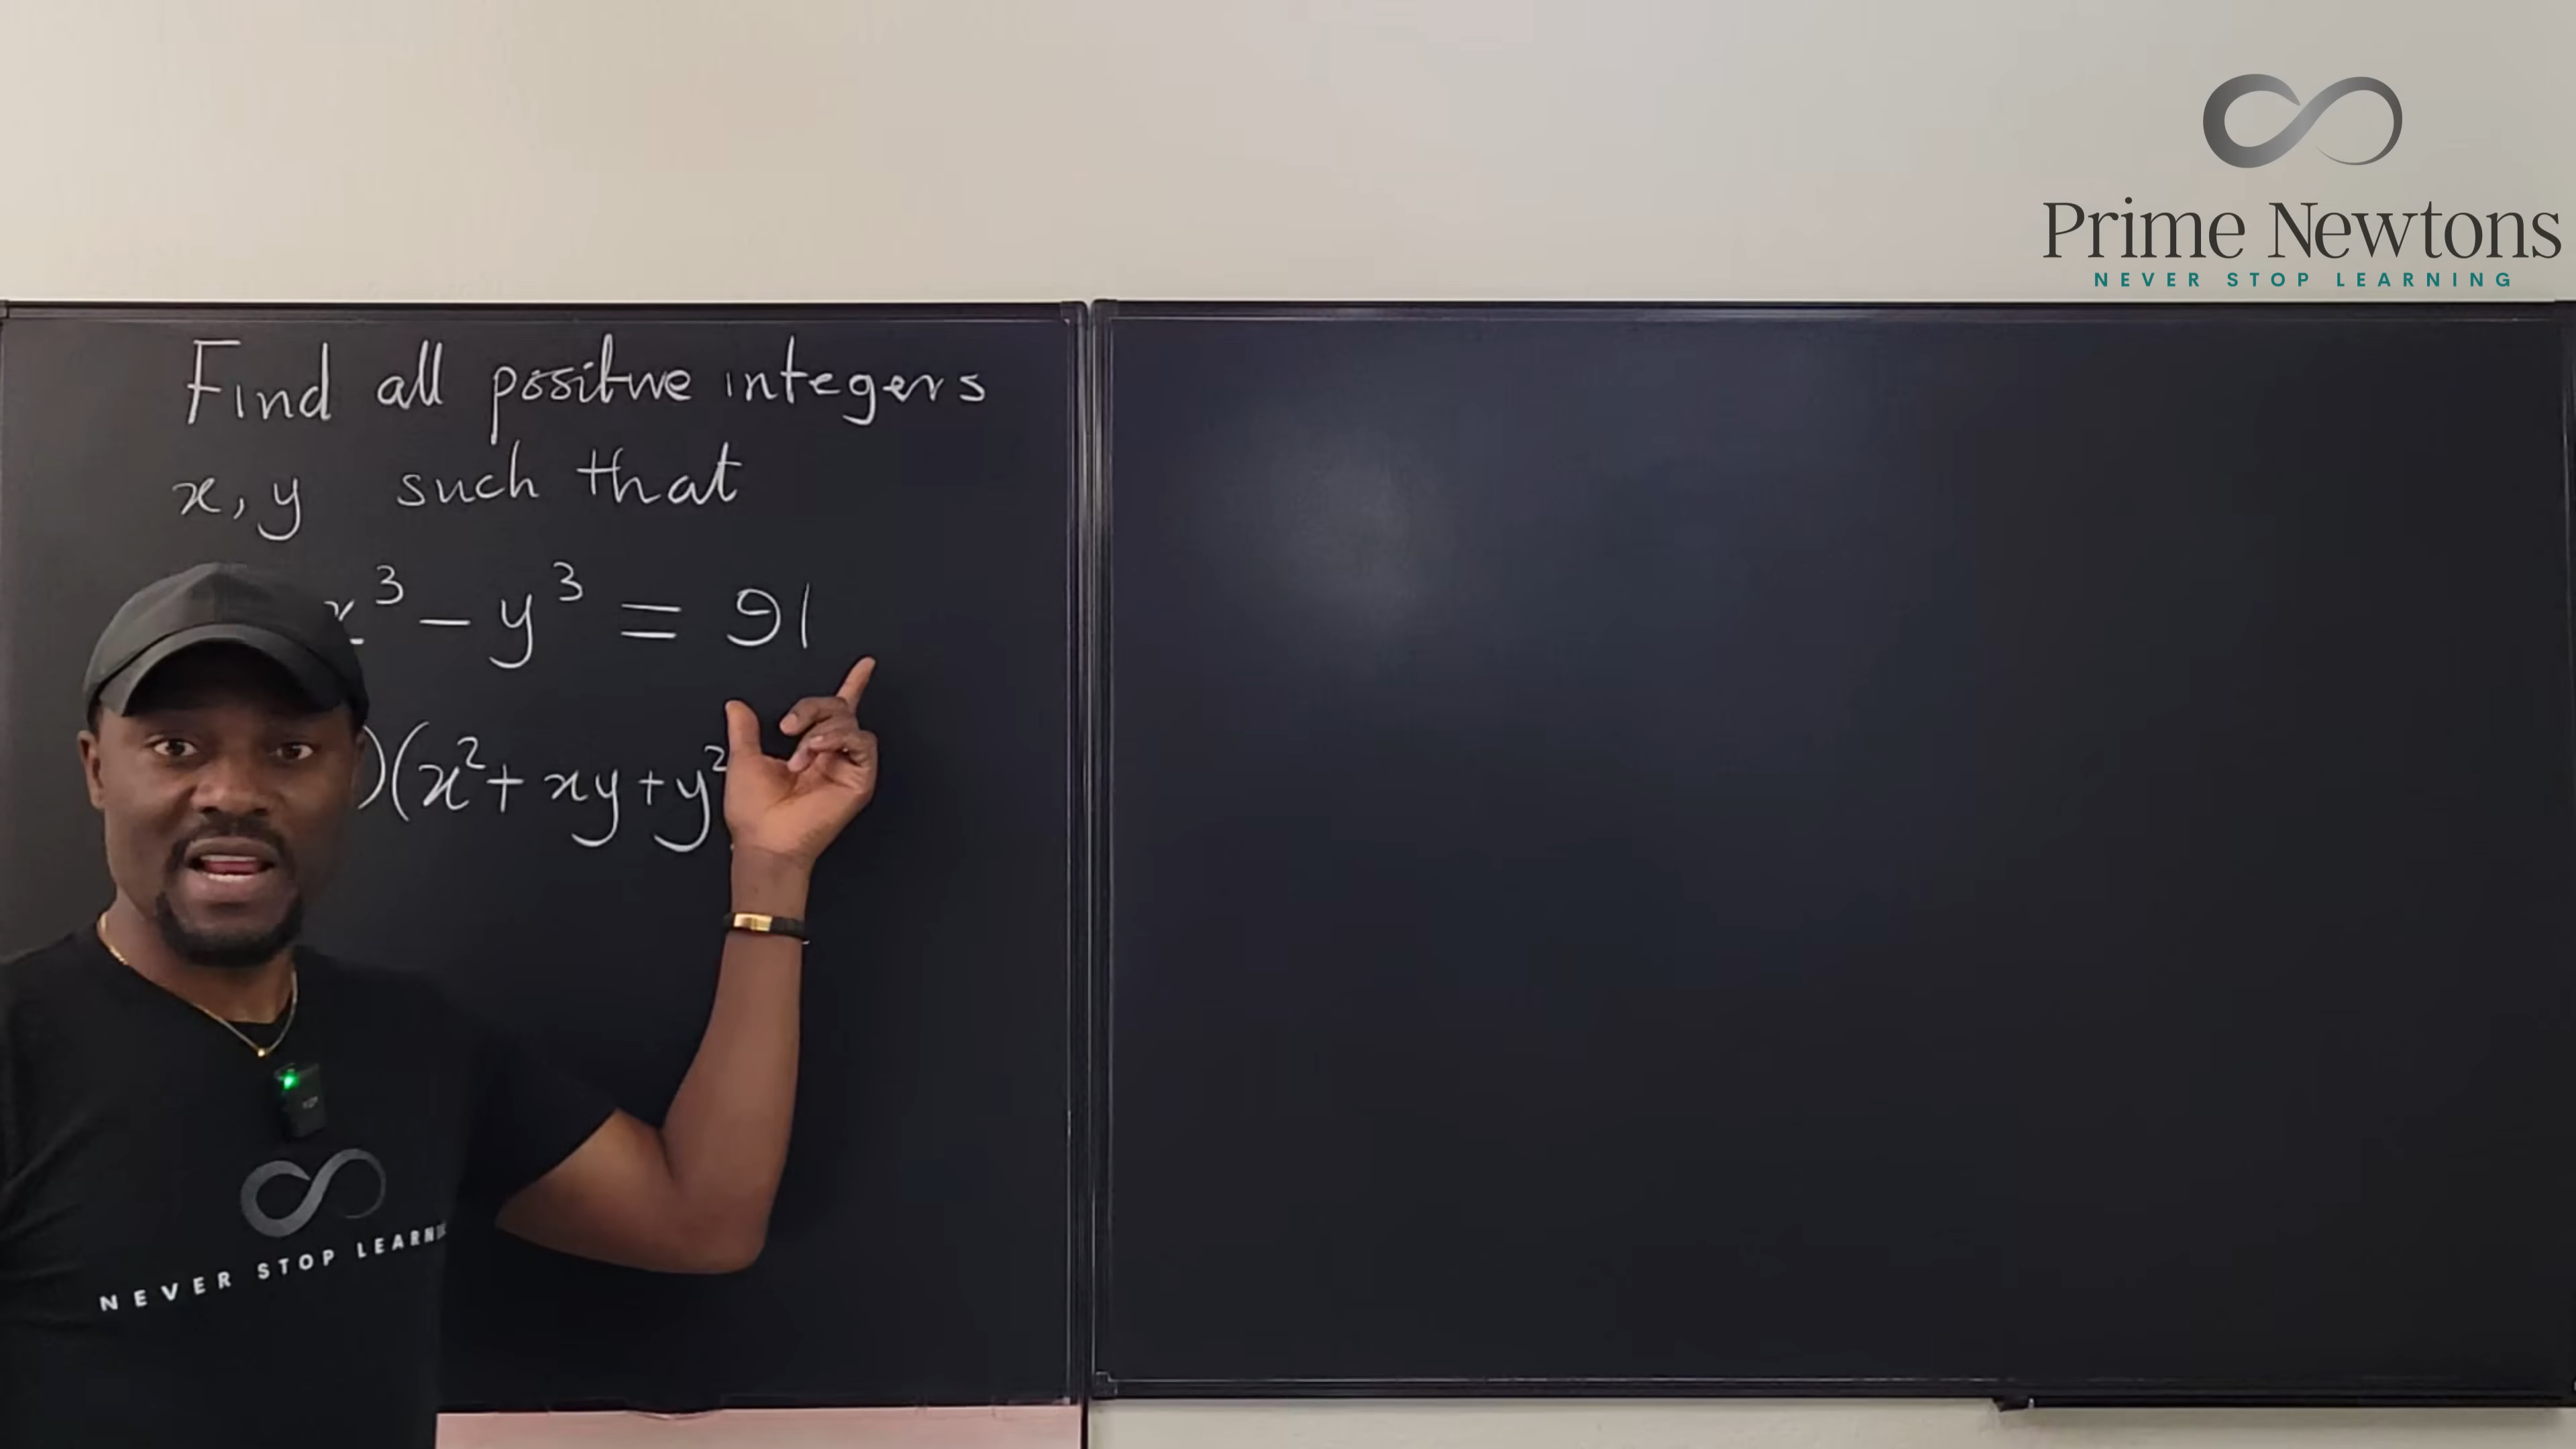 Prime Newtons
NEVER STOP LEARNING
Find all positive integers
x, y such that
x³ - y³ = 91
)(x² + xy + y²
NEVER STOP LEARN